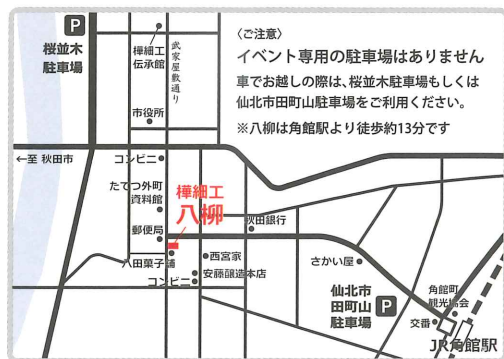 P
桜並木
駐車場
樺細工
伝承館
武家屋敷通り
市役所
〈ご注意〉
イベント専用の駐車場はありません
車でお越しの際は、桜並木駐車場もしくは
仙北市田町山駐車場をご利用ください。
※八柳は角館駅より徒歩約13分です
←至 秋田市
コンビニ
たてつ外町
資料館
樺細工
八柳
郵便局
秋田銀行
八田菓子舗
西宮家
安藤醸造本店
コンビニ
さかい屋
仙北市
田町山
駐車場
P
角館町
観光協会
交番
JR角館駅